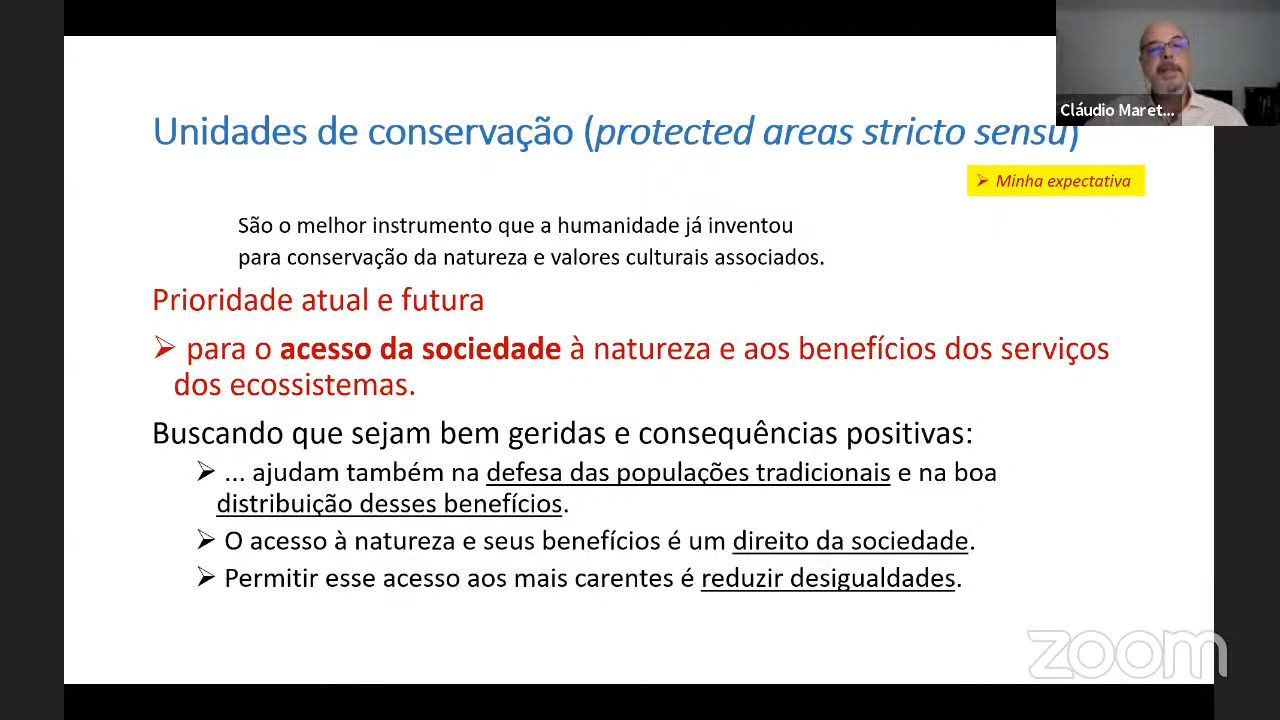 Cláudio Maret...
Unidades de conservação (protected areas stricto sensu)
➢ Minha expectativa
São o melhor instrumento que a humanidade já inventou
para conservação da natureza e valores culturais associados.
Prioridade atual e futura
➢ para o acesso da sociedade à natureza e aos benefícios dos serviços
dos ecossistemas.
Buscando que sejam bem geridas e consequências positivas:
➢ ... ajudam também na defesa das populações tradicionais e na boa
distribuição desses benefícios.
➢ O acesso à natureza e seus benefícios é um direito da sociedade.
➢ Permitir esse acesso aos mais carentes é reduzir desigualdades.
zoom